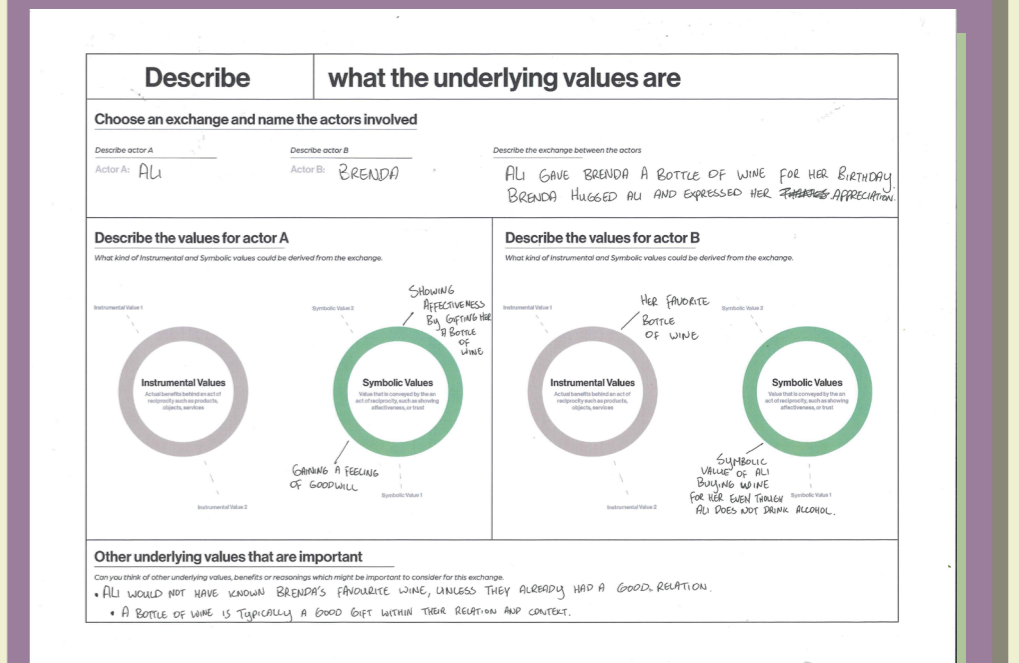 Describe
what the underlying values are
Choose an exchange and name the actors involved
Describe actor A
Actor A: ALI
Describe actor B
Actor B: BRENDA
Describe the exchange between the actors
ALI GAVE BRENDA A BOTTLE OF WINE FOR HER BIRTHDAY.
BRENDA HUGGED ALI AND EXPRESSED HER APPRECIATION.
Describe the values for actor A
What kind of Instrumental and Symbolic values could be derived from the exchange.
Instrumental Value 1
Instrumental Values
Actual benefits behind an act of
reciprocity such as products,
objects, services
Instrumental Value 2
Symbolic Value 2
SHOWING
AFFECTIVENESS
BY GIFTING HER
A BOTTLE
OF
WINE
Symbolic Values
Value that is conveyed by the an
act of reciprocity, such as showing
affectiveness, or trust
GAINING A FEELING
OF GOODWILL
Symbolic Value 1
Describe the values for actor B
What kind of Instrumental and Symbolic values could be derived from the exchange.
Instrumental Value 1
HER FAVORITE
BOTTLE
OF WINE
Instrumental Values
Actual benefits behind an act of
reciprocity such as products,
objects, services
Instrumental Value 2
Symbolic Value 2
Symbolic Values
Value that is conveyed by the an
act of reciprocity, such as showing
affectiveness, or trust
SYMBOLIC
VALUE OF ALI
BUYING WINE
FOR HER EVEN THOUGH
ALI DOES NOT DRINK ALCOHOL.
Symbolic Value 1
Other underlying values that are important
Can you think of other underlying values, benefits or reasonings which might be important to consider for this exchange.
• ALI WOULD NOT HAVE KNOWN BRENDA'S FAVOURITE WINE, UNLESS THEY ALREADY HAD A GOOD RELATION.
• A BOTTLE OF WINE IS TYPICALLY A GOOD GIFT WITHIN THEIR RELATION AND CONTEXT.